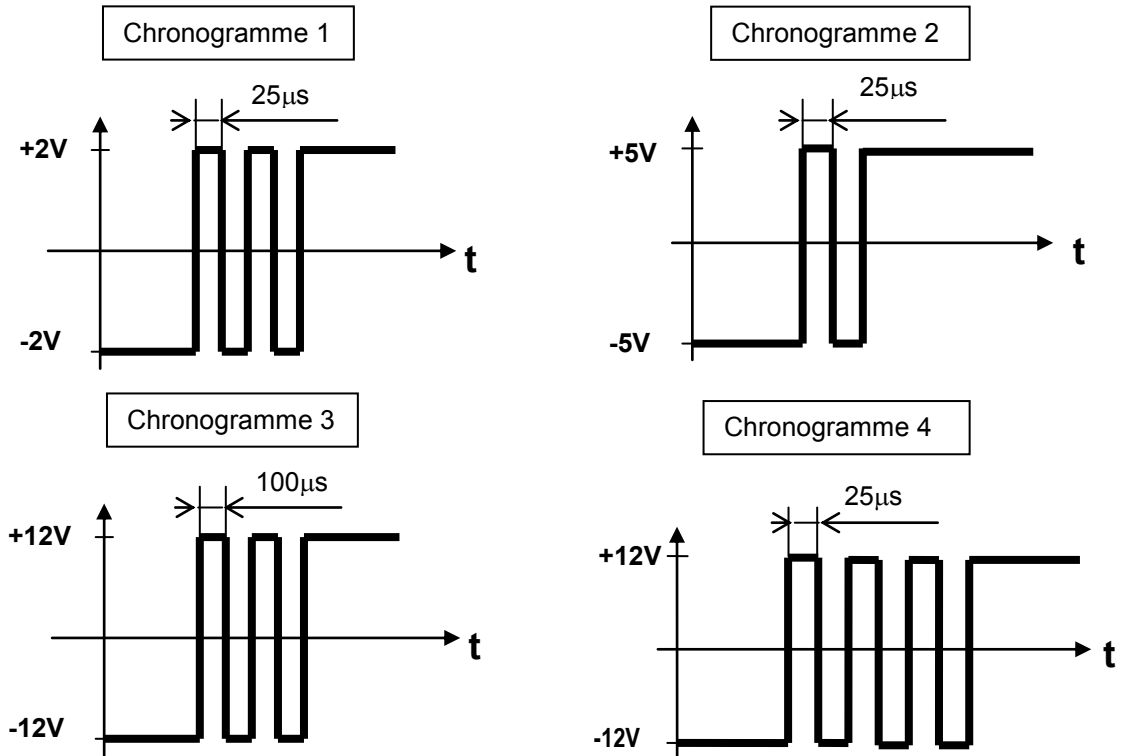 Chronogramme 1
25μs
+2V
t
-2V
Chronogramme 2
25μs
+5V
t
-5V
Chronogramme 3
100μs
+12V
t
-12V
Chronogramme 4
25μs
+12V
t
-12V